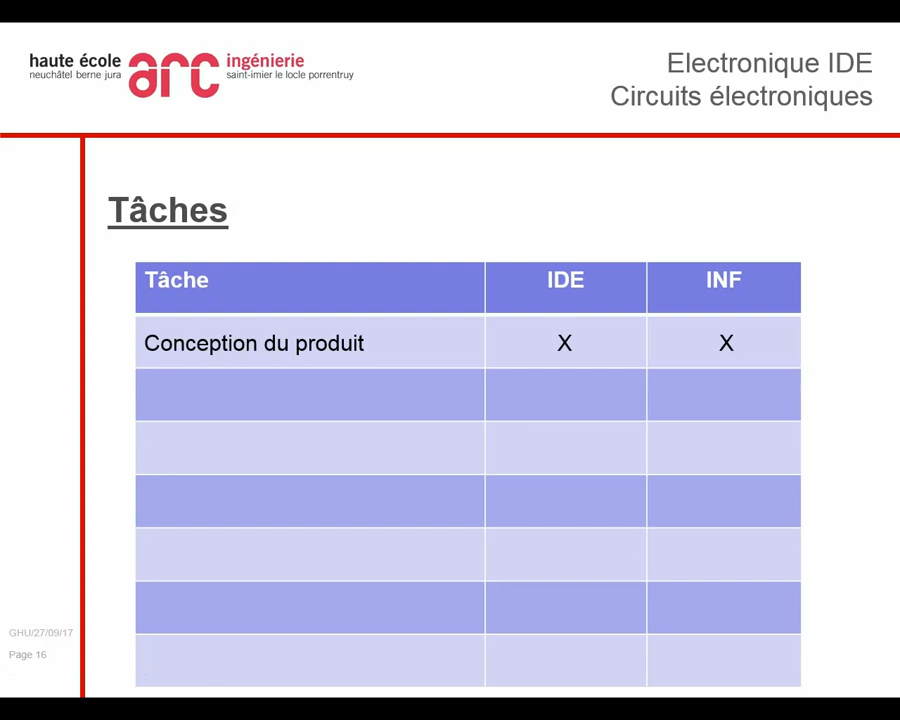 haute école
neuchâtel berne jura
arc
ingénierie
saint-imier le locle porrentruy
Electronique IDE
Circuits électroniques
Tâches
Tâche IDE INF
Conception du produit X X
GHU/27/09/17
Page 16